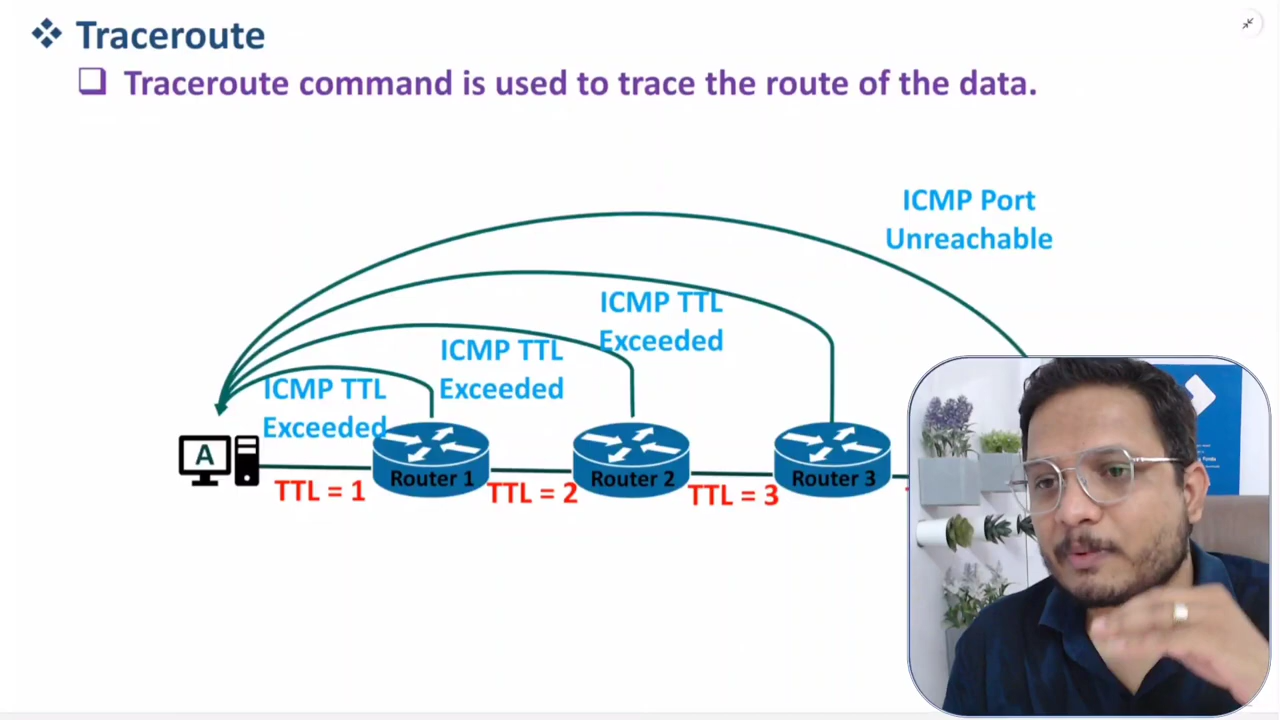 Traceroute
Traceroute command is used to trace the route of the data.
ICMP Port
Unreachable
ICMP TTL
Exceeded
ICMP TTL
Exceeded
ICMP TTL
Exceeded
A
Router 1
Router 2
Router 3
TTL = 1
TTL = 2
TTL = 3